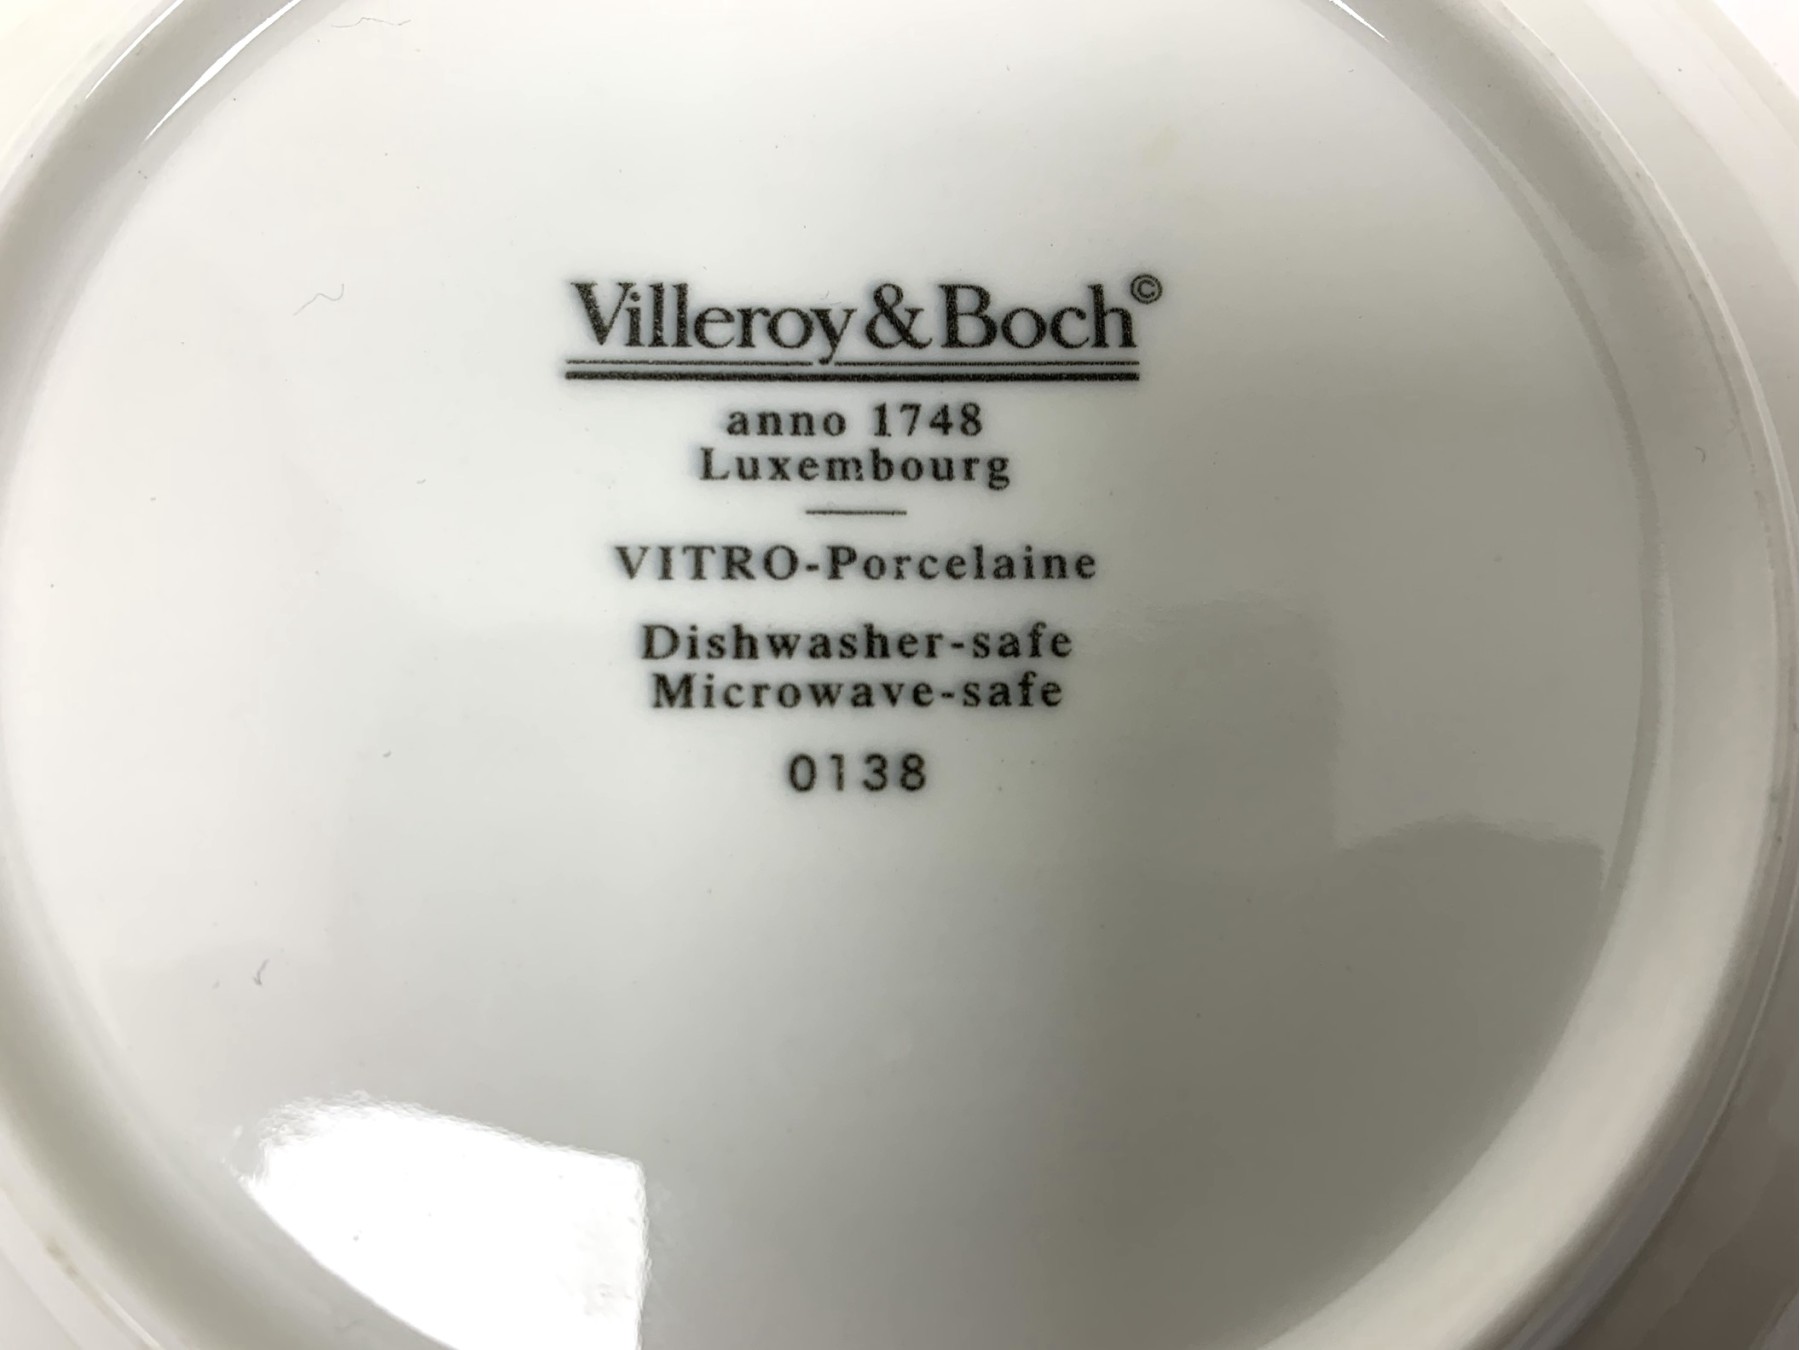 Villeroy & Boch©
anno 1748
Luxembourg
VITRO-Porcelaine
Dishwasher-safe
Microwave-safe
0138